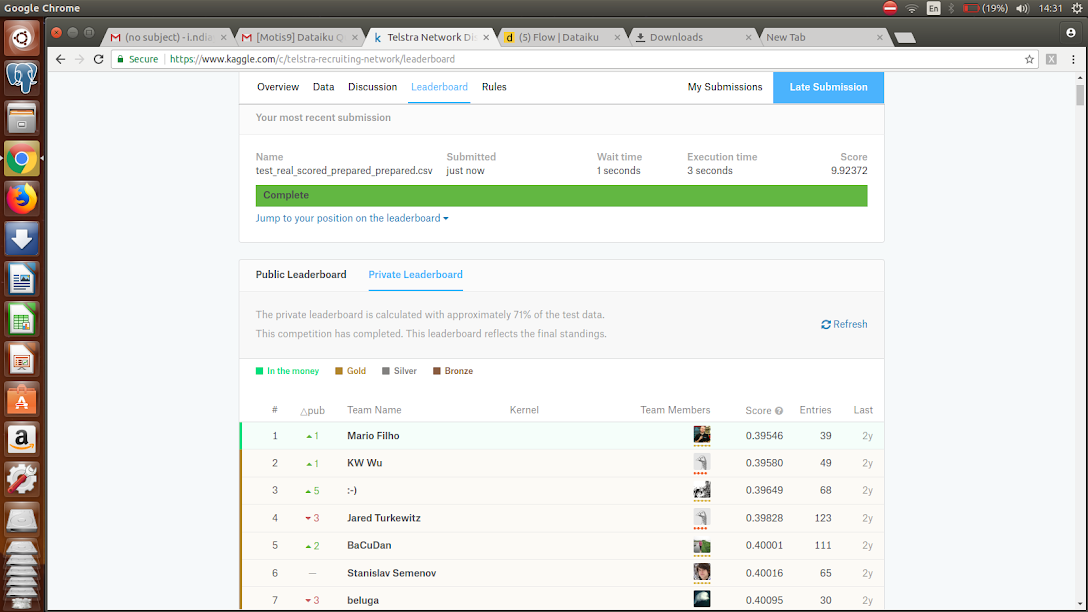 Google Chrome
En
(19%)
14:31
(no subject) - i.ndia
[Motis9] Dataiku Q
Telstra Network Di
(5) Flow | Dataiku
Downloads
New Tab
Secure
https://www.kaggle.com/c/telstra-recruiting-network/leaderboard
Overview Data Discussion Leaderboard Rules My Submissions Late Submission
Your most recent submission
Name Submitted Wait time Execution time Score
test_real_scored_prepared_prepared.csv just now 1 seconds 3 seconds 9.92372
Complete
Jump to your position on the leaderboard
Public Leaderboard Private Leaderboard
The private leaderboard is calculated with approximately 71% of the test data.
This competition has completed. This leaderboard reflects the final standings.
Refresh
In the money Gold Silver Bronze
# △pub Team Name Kernel Team Members Score Entries Last
1 1 Mario Filho 0.39546 39 2y
2 1 KW Wu 0.39580 49 2y
3 5 :-) 0.39649 68 2y
4 3 Jared Turkewitz 0.39828 123 2y
5 2 BaCuDan 0.40001 111 2y
6 — Stanislav Semenov 0.40016 65 2y
7 3 beluga 0.40095 30 2y